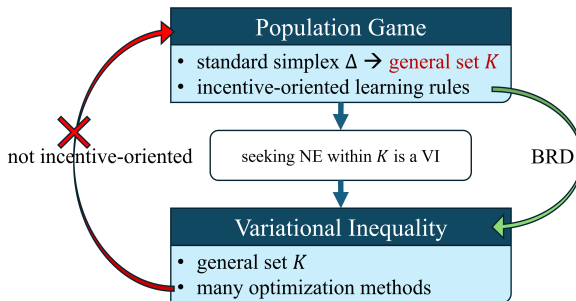 Population Game
• standard simplex Δ → general set K
• incentive-oriented learning rules
not incentive-oriented
seeking NE within K is a VI
BRD
Variational Inequality
• general set K
• many optimization methods